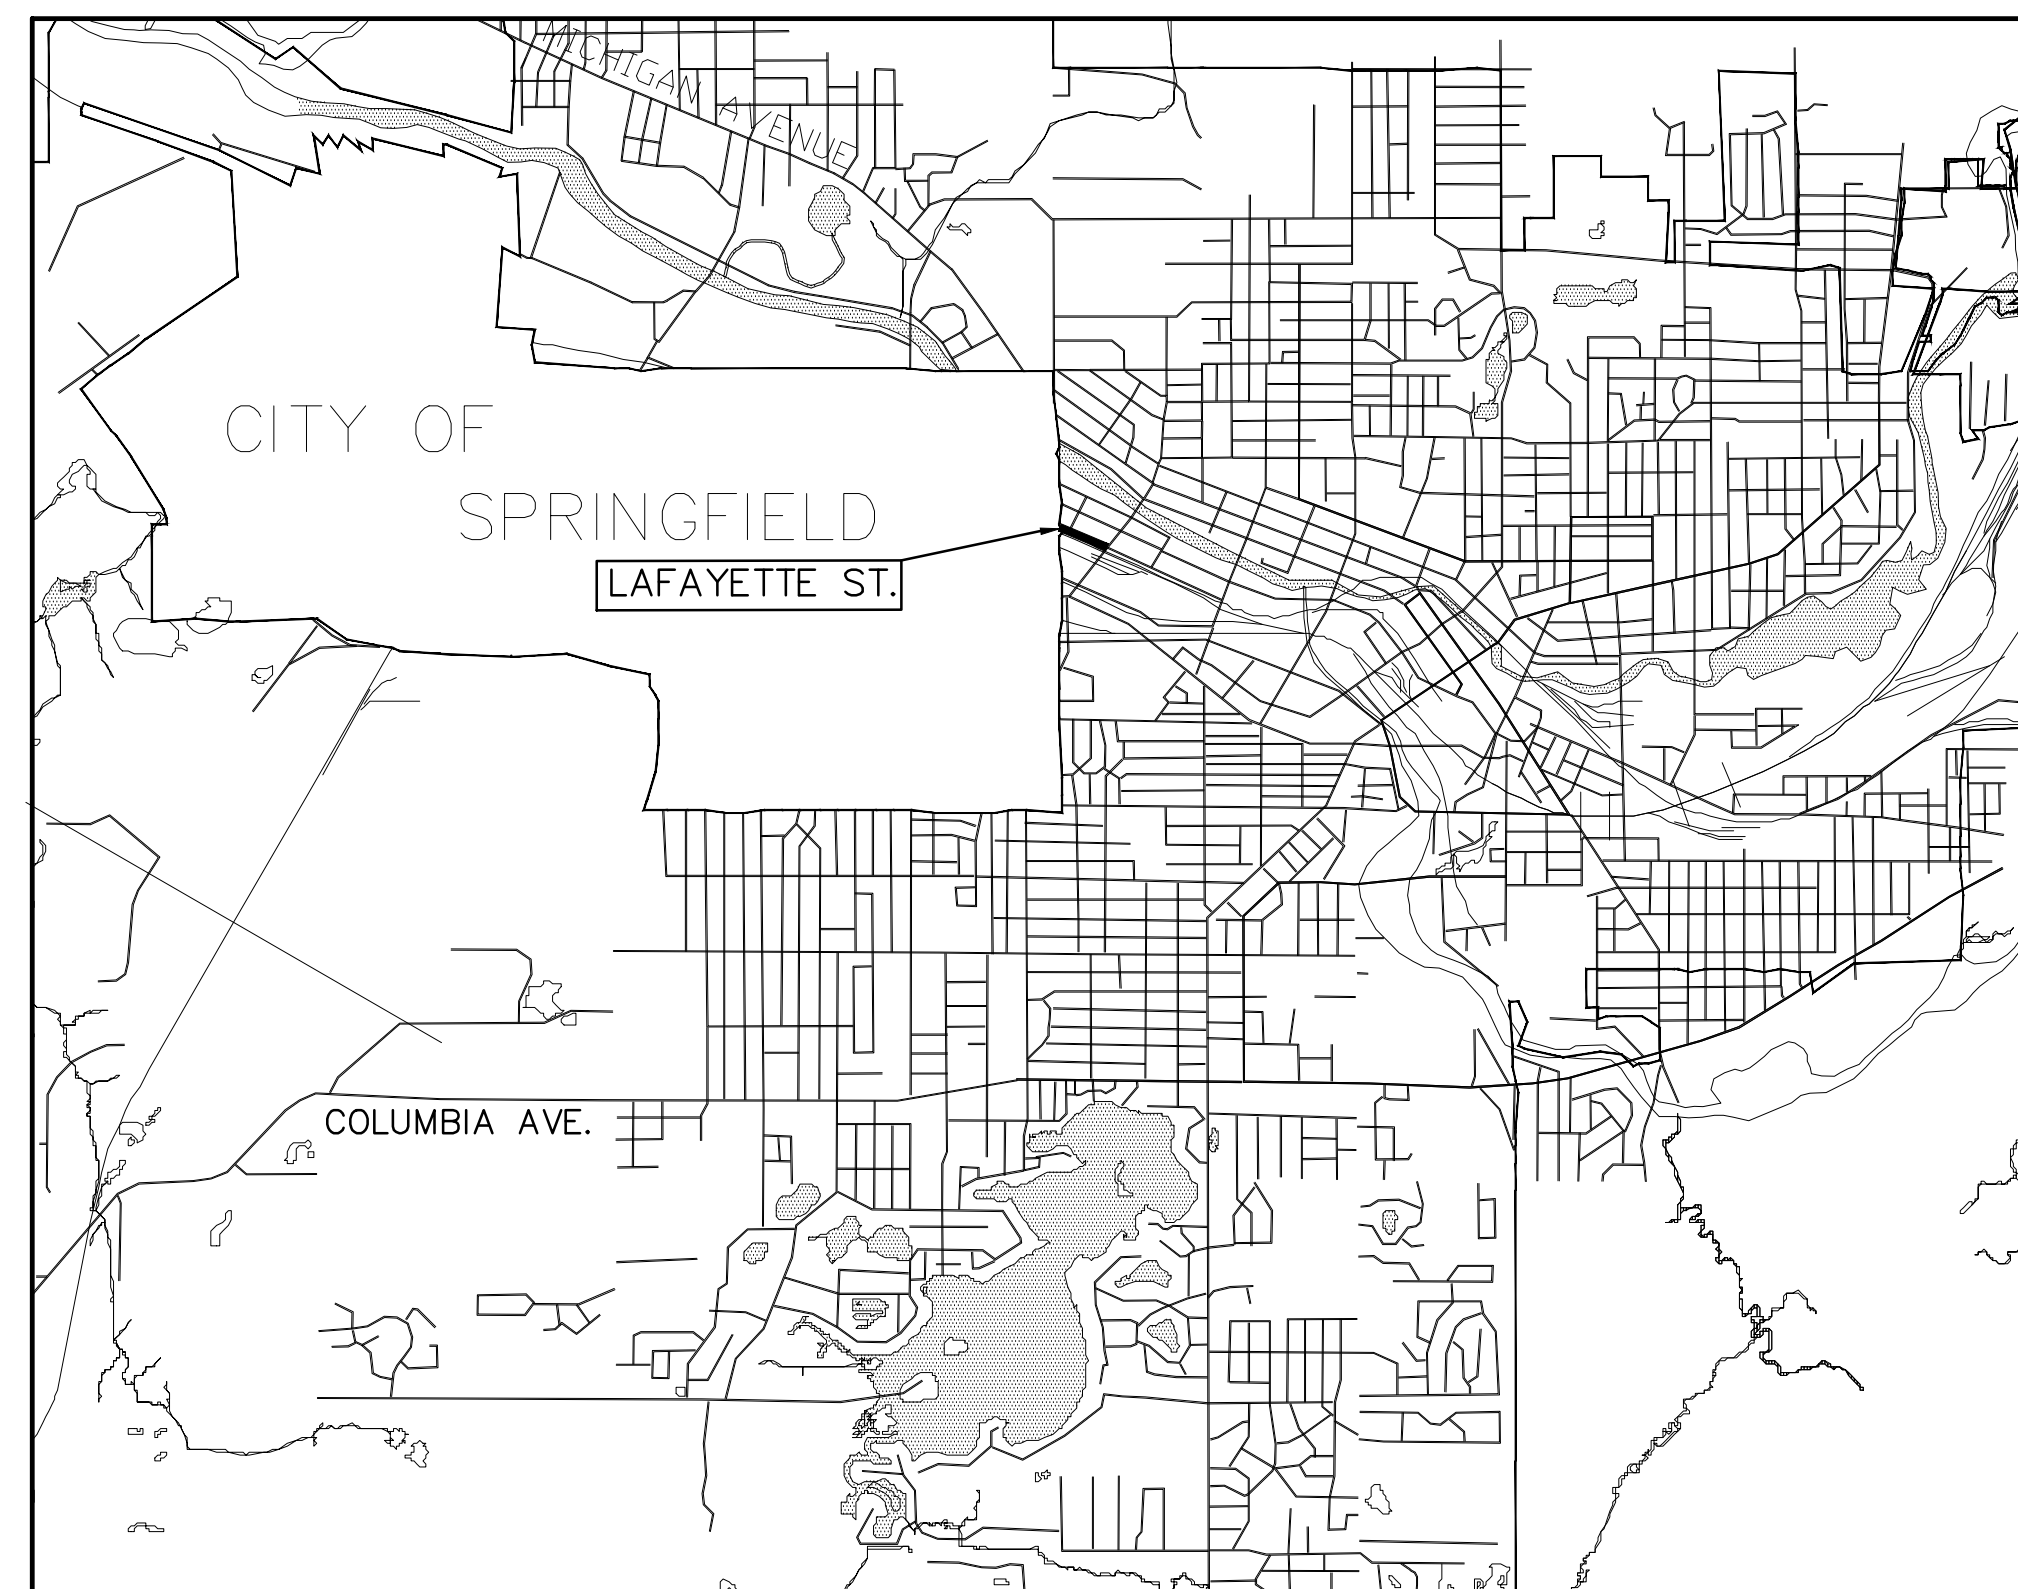 MICHIGAN AVENUE
CITY OF
SPRINGFIELD
LAFAYETTE ST.
COLUMBIA AVE.